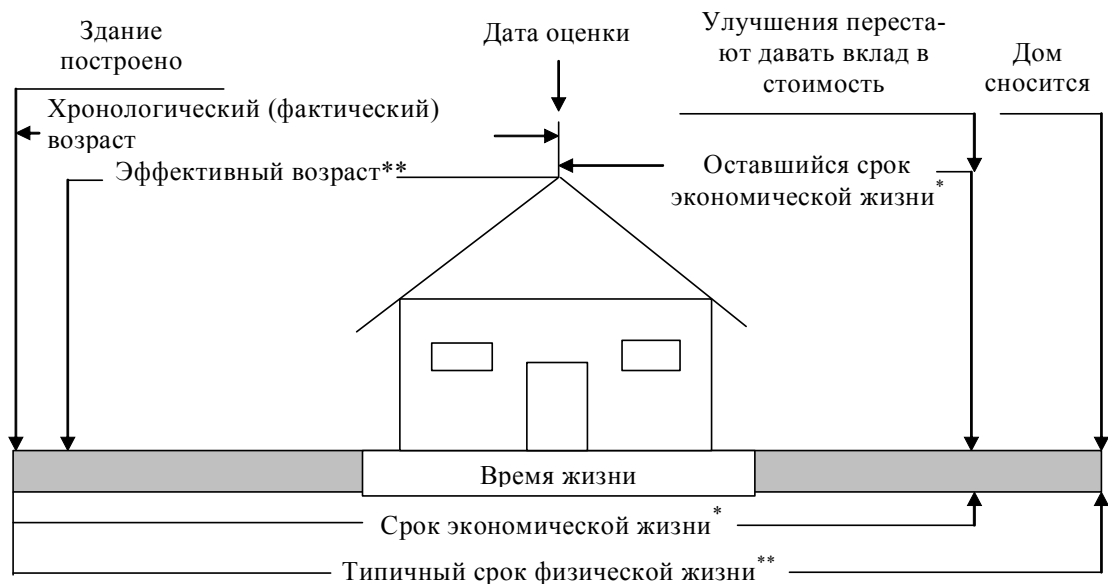 Здание
построено
Дата оценки
Улучшения переста-
ют давать вклад в
стоимость
Дом
сносится
Хронологический (фактический)
возраст
Эффективный возраст**
Оставшийся срок
экономической жизни*
Время жизни
Срок экономической жизни*
Типичный срок физической жизни**